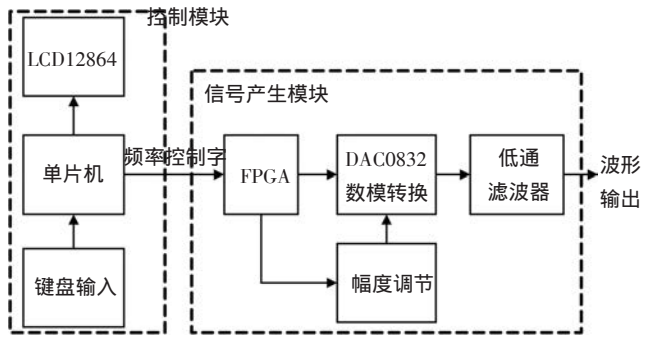 控制模块
LCD12864
信号产生模块
单片机
频率控制字
FPGA
DAC0832
数模转换
低通
滤波器
波形
输出
键盘输入
幅度调节